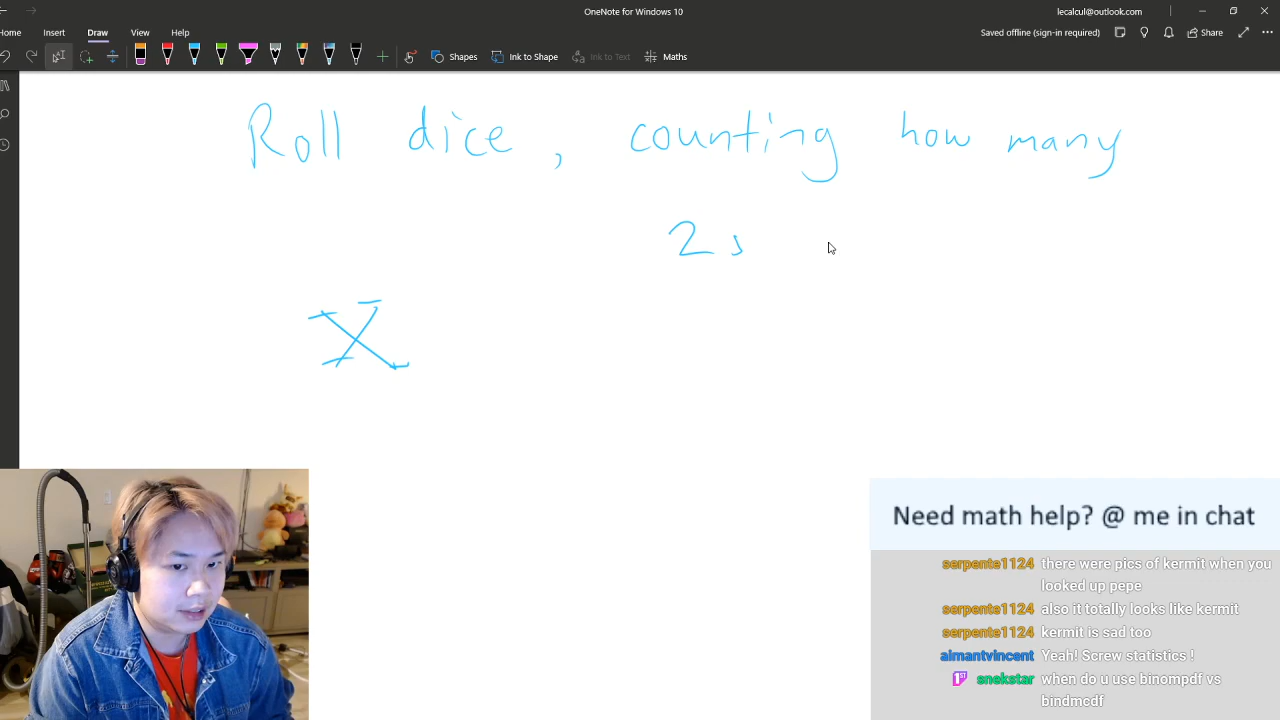 OneNote for Windows 10
lecalcul@outlook.com
Home Insert Draw View Help
Saved offline (sign-in required)
Share
Shapes
Ink to Shape
Ink to Text
Maths
Roll dice, counting how many
2s
X
Need math help? @ me in chat
serpente1124 there were pics of kermit when you
looked up pepe
serpente1124 also it totally looks like kermit
serpente1124 kermit is sad too
aimantvincent Yeah! Screw statistics !
1ST snekstar when do u use binompdf vs
bindmcdf